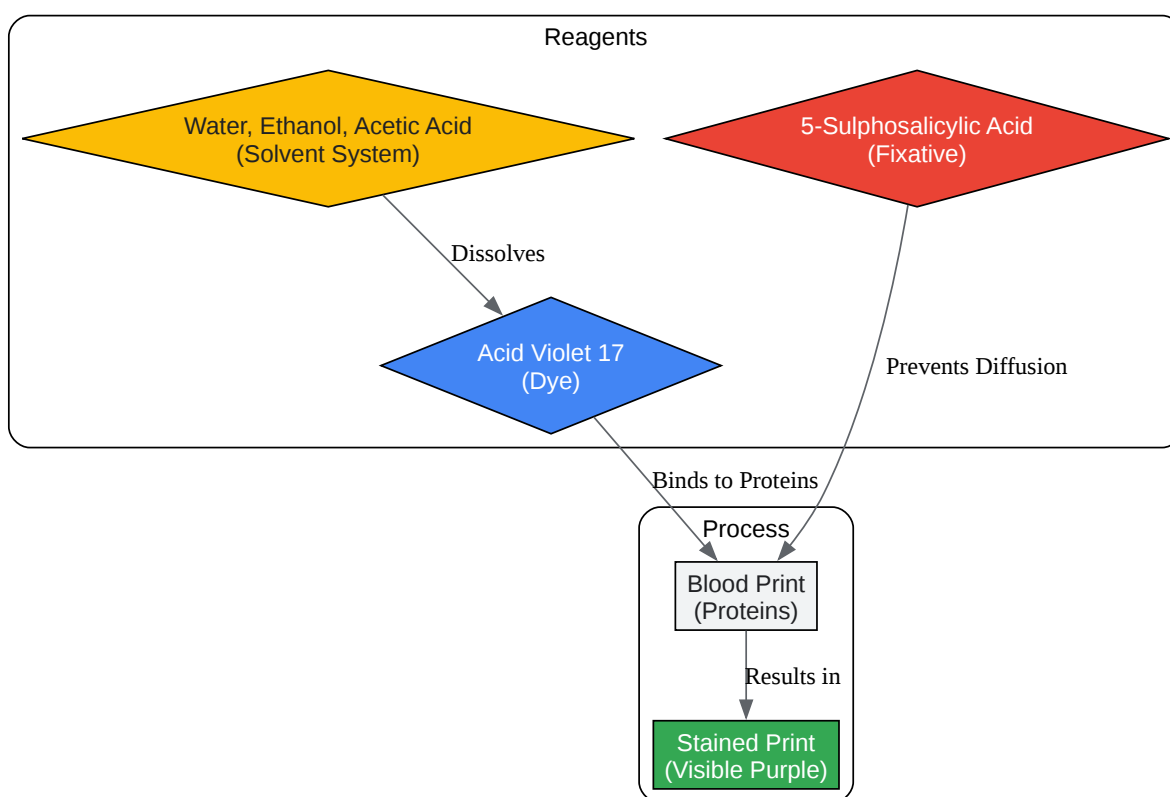 Reagents
Water, Ethanol, Acetic Acid
(Solvent System)
5-Sulphosalicylic Acid
(Fixative)
Dissolves
Acid Violet 17
(Dye)
Prevents Diffusion
Binds to Proteins
Process
Blood Print
(Proteins)
Results in
Stained Print
(Visible Purple)